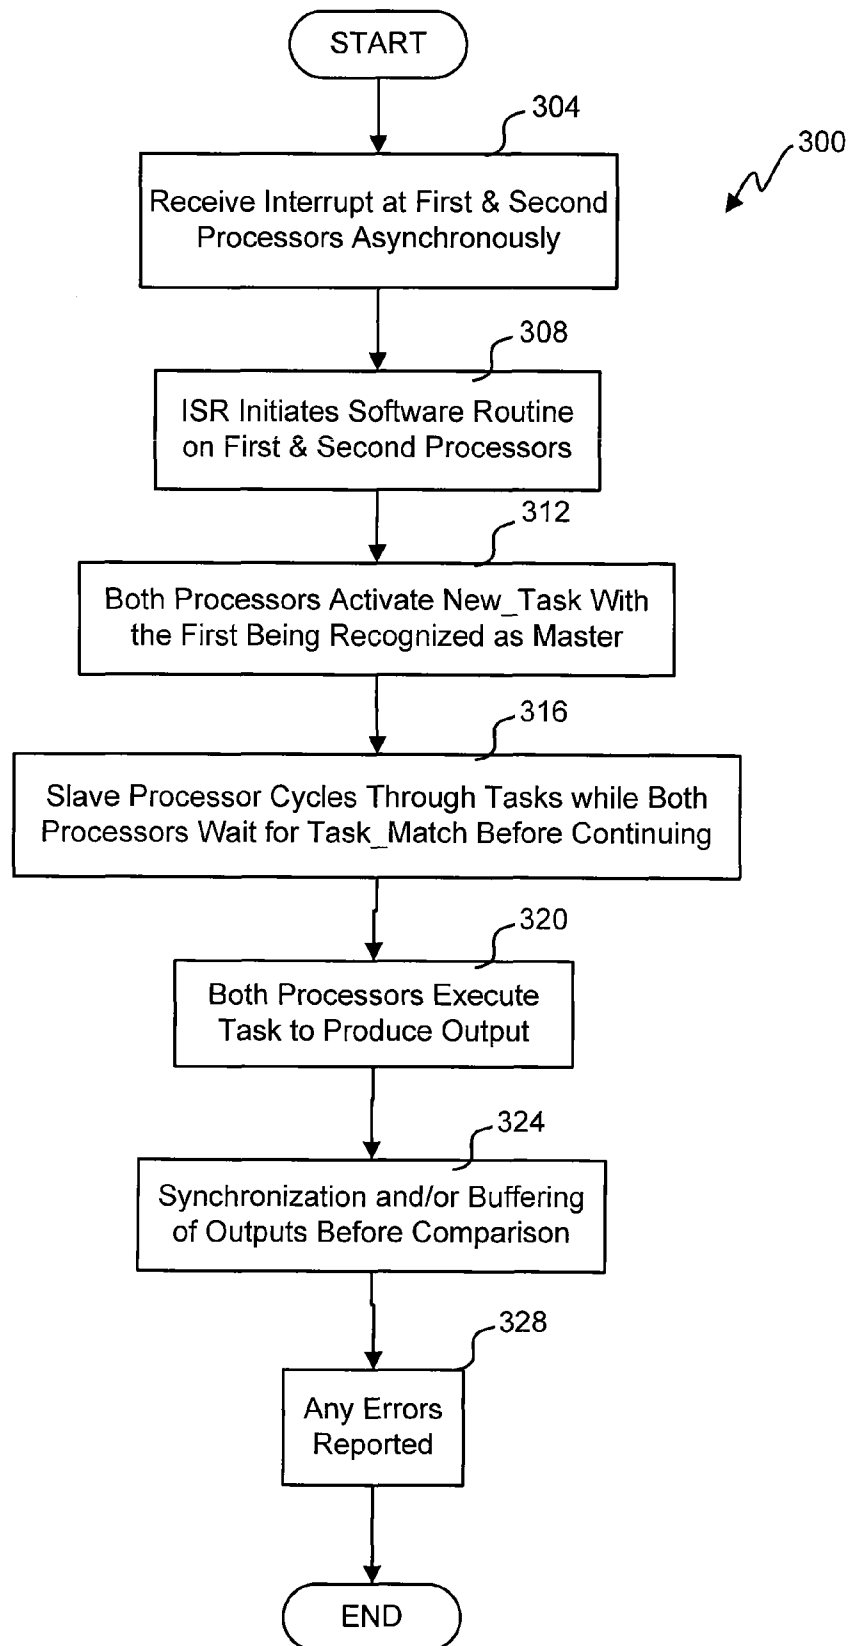 START
304
300
Receive Interrupt at First & Second
Processors Asynchronously
308
ISR Initiates Software Routine
on First & Second Processors
312
Both Processors Activate New_Task With
the First Being Recognized as Master
316
Slave Processor Cycles Through Tasks while Both
Processors Wait for Task_Match Before Continuing
320
Both Processors Execute
Task to Produce Output
324
Synchronization and/or Buffering
of Outputs Before Comparison
328
Any Errors
Reported
END